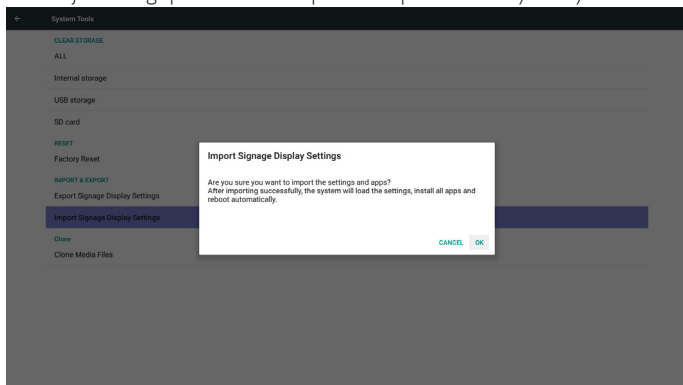 System Tools
CLEAR STORAGE
ALL
Internal storage
USB storage
SD card
RESET
Factory Reset
IMPORT & EXPORT
Export Signage Display Settings
Import Signage Display Settings
Clone
Clone Media Files
Import Signage Display Settings
Are you sure you want to import the settings and apps?
After importing successfully, the system will load the settings, install all apps and
reboot automatically.
CANCEL OK